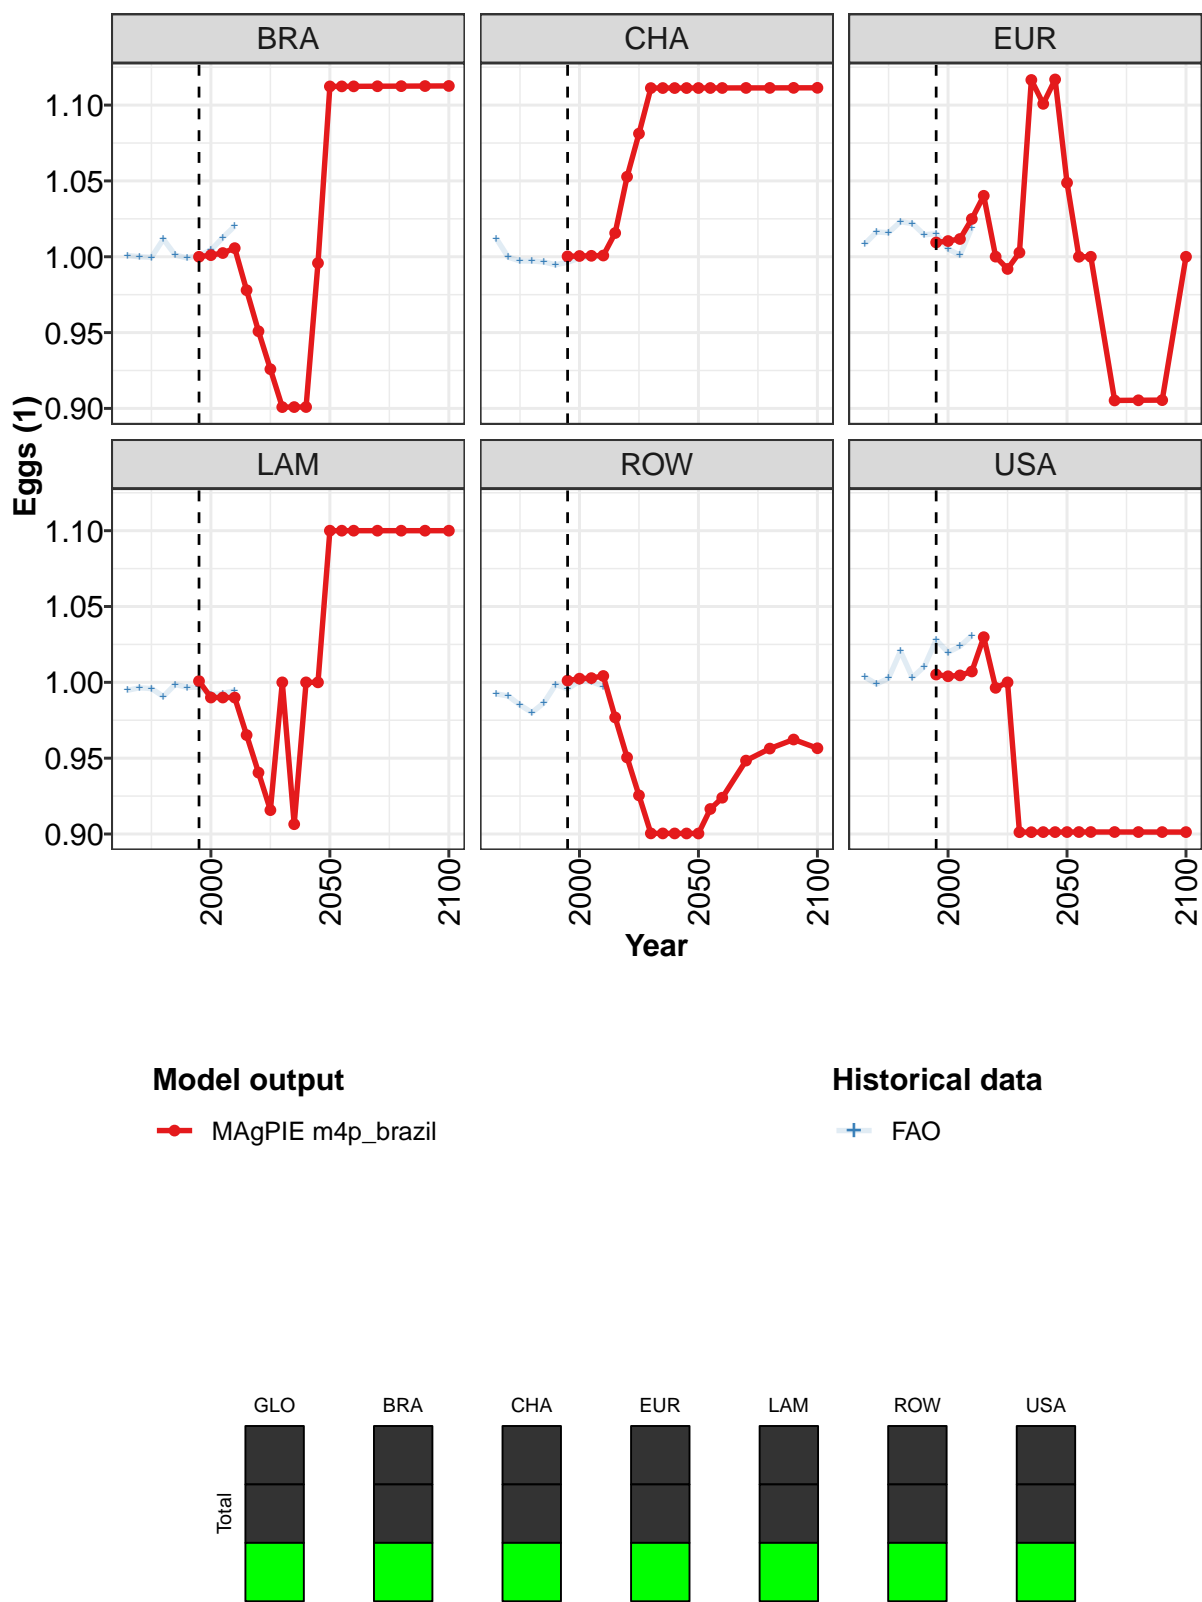 BRA CHA EUR
1.10
1.05
1.00
0.95
0.90
Eggs (1)
LAM ROW USA
1.10
1.05
1.00
0.95
0.90
2000 2050 2100 2000 2050 2100 2000 2050 2100
Year
Model output Historical data
MAgPIE m4p_brazil FAO
GLO BRA CHA EUR LAM ROW USA
Total